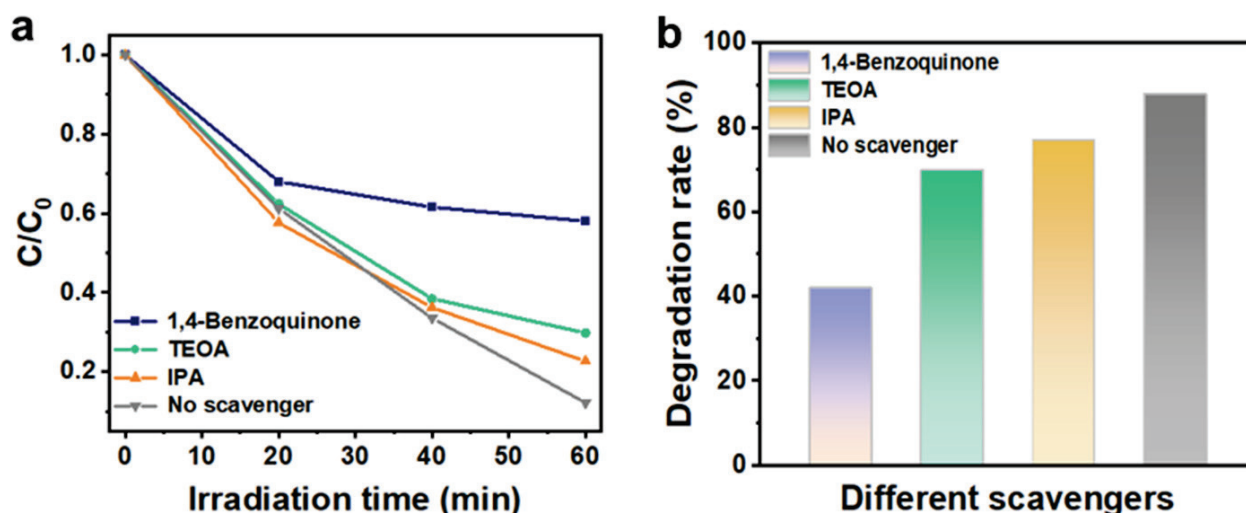 a
1.0
0.8
0.6
0.4
0.2
C/C0
1,4-Benzoquinone
TEOA
IPA
No scavenger
0 10 20 30 40 50 60
Irradiation time (min)
b
100
80
60
40
20
0
Degradation rate (%)
1,4-Benzoquinone
TEOA
IPA
No scavenger
Different scavengers